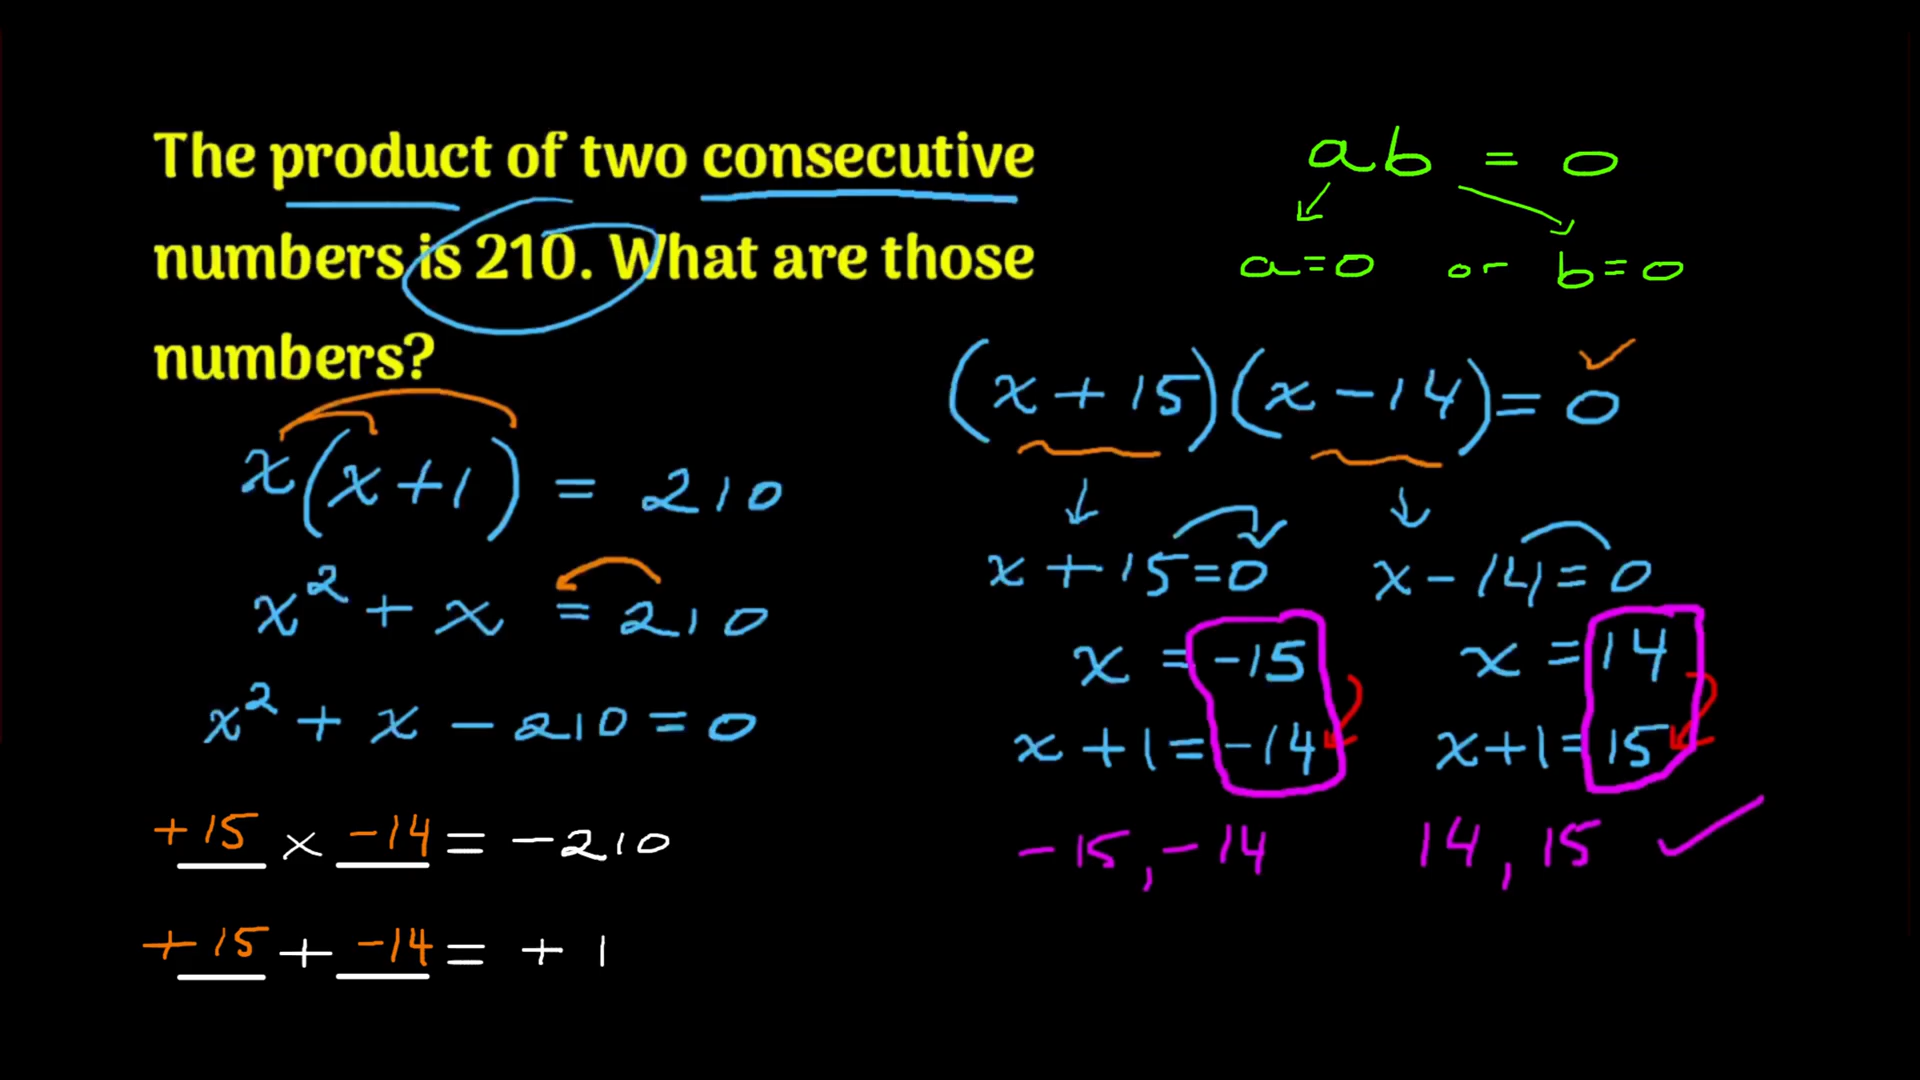 The product of two consecutive
numbers is 210. What are those
numbers?
x(x+1) = 210
x² + x = 210
x² + x - 210 = 0
+15 × -14 = -210
+15 + -14 = +1
ab = 0
a=0 or b=0
(x+15)(x-14) = 0
x+15=0 x-14=0
x = -15 x = 14
x+1 = -14 x+1 = 15
-15, -14 14, 15